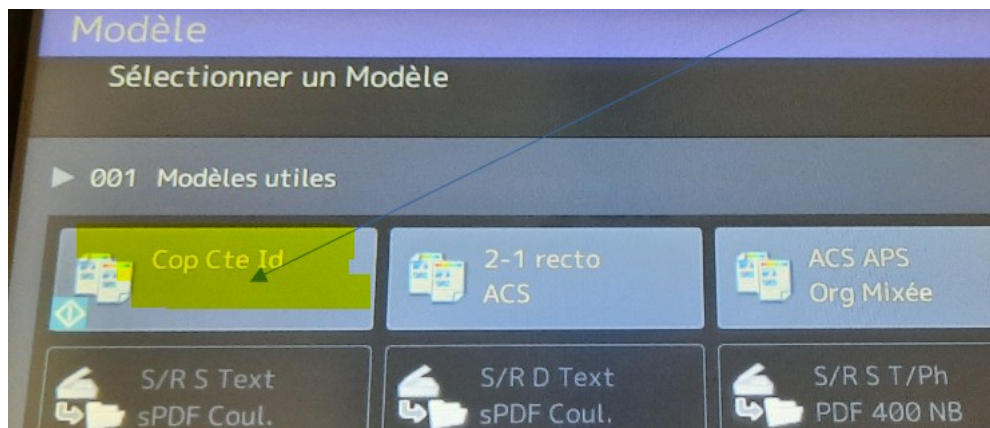 Modèle
Sélectionner un Modèle
001 Modèles utiles
Cop Cte Id
2-1 recto
ACS
ACS APS
Org Mixée
S/R S Text
sPDF Coul.
S/R D Text
sPDF Coul.
S/R S T/Ph
PDF 400 NB